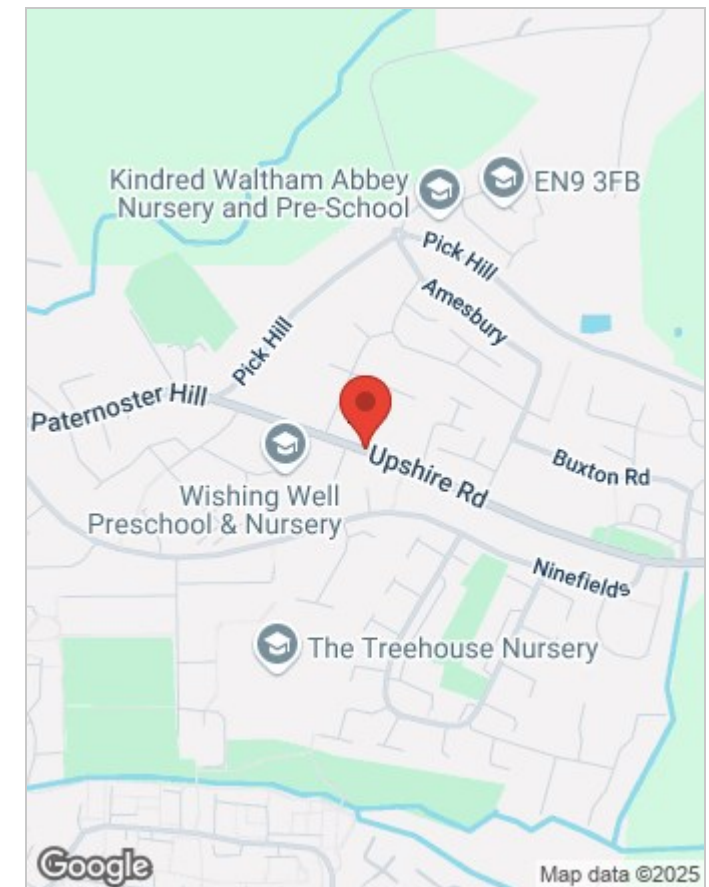 Kindred Waltham Abbey
Nursery and Pre-School
EN9 3FB
Pick Hill
Amesbury
Pick Hill
Paternoster Hill
Upshire Rd
Buxton Rd
Wishing Well
Preschool & Nursery
Ninefields
The Treehouse Nursery
Google
Map data ©2025